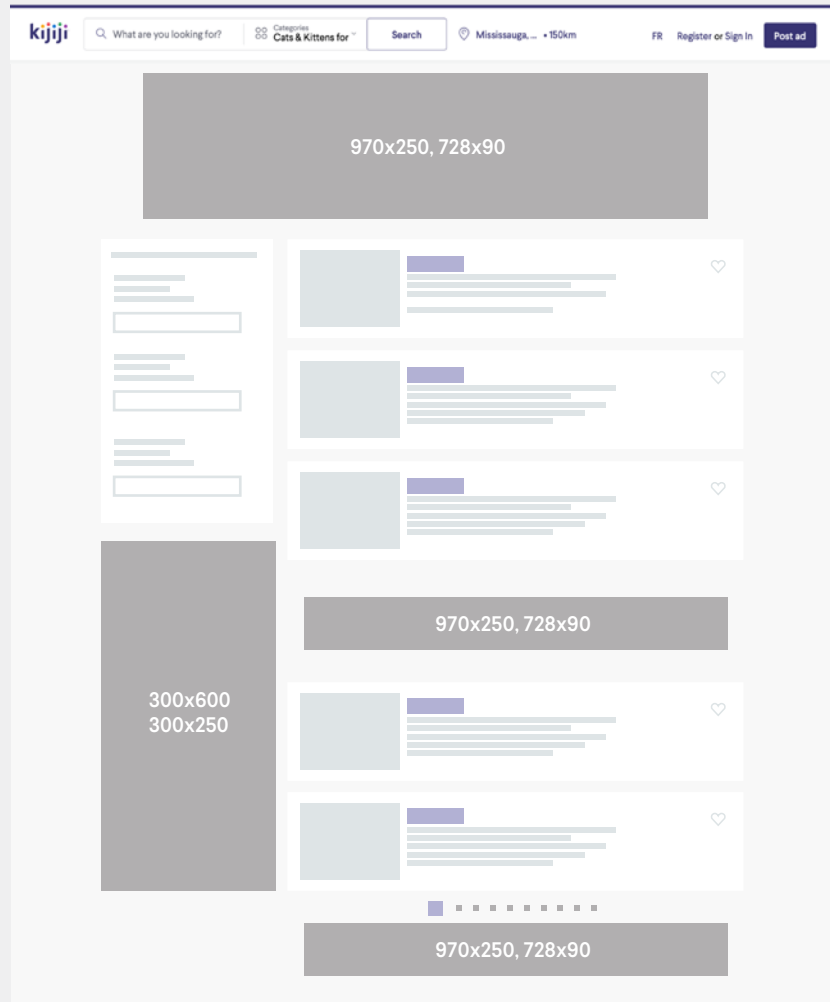 kijiji
What are you looking for?
Categories
Cats & Kittens for
Search
Mississauga, ... • 150km
FR
Register or Sign In
Post ad
970x250, 728x90
970x250, 728x90
300x600
300x250
970x250, 728x90